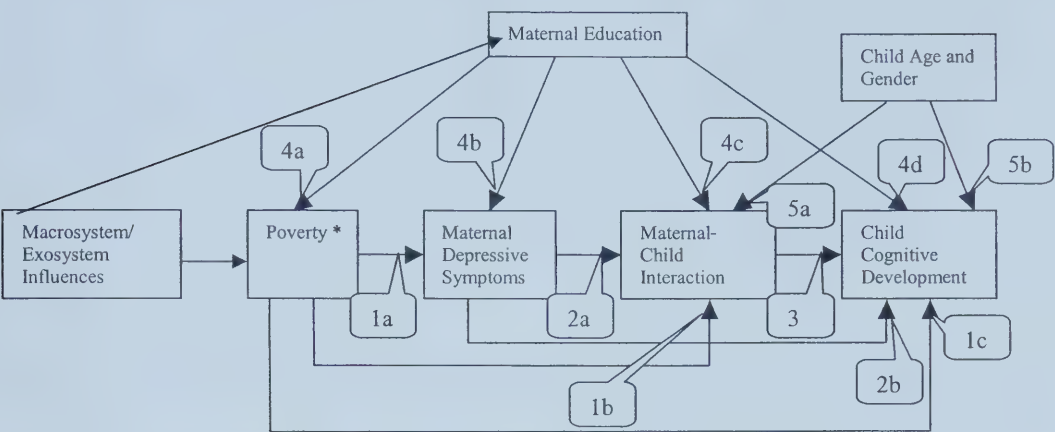 Maternal Education
Child Age and
Gender
4a
4b
4c
4d
5b
5a
Macrosystem/
Exosystem
Influences
Poverty *
Maternal
Depressive
Symptoms
Maternal-
Child
Interaction
Child
Cognitive
Development
1a
2a
3
1c
1b
2b